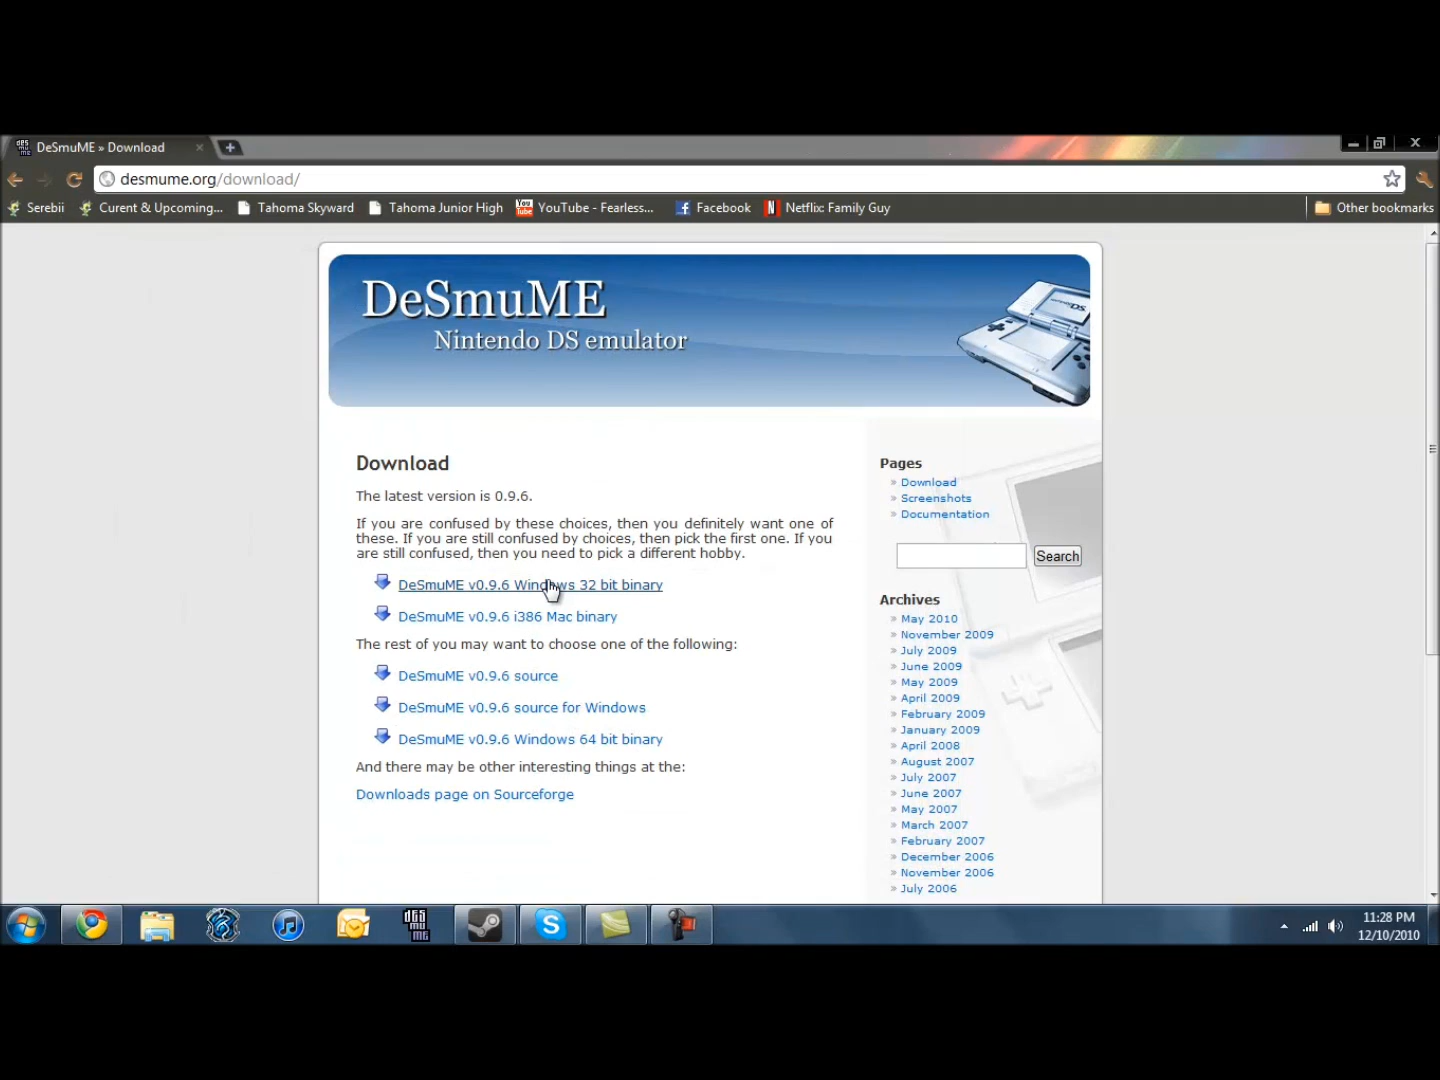 DeSmuME » Download
desmume.org/download/
Serebii
Curent & Upcoming...
Tahoma Skyward
Tahoma Junior High
YouTube - Fearless...
Facebook
Netflix: Family Guy
Other bookmarks
DeSmuME
Nintendo DS emulator
Download
The latest version is 0.9.6.
If you are confused by these choices, then you definitely want one of
these. If you are still confused by choices, then pick the first one. If you
are still confused, then you need to pick a different hobby.
DeSmuME v0.9.6 Windows 32 bit binary
DeSmuME v0.9.6 i386 Mac binary
The rest of you may want to choose one of the following:
DeSmuME v0.9.6 source
DeSmuME v0.9.6 source for Windows
DeSmuME v0.9.6 Windows 64 bit binary
And there may be other interesting things at the:
Downloads page on Sourceforge
Pages
» Download
» Screenshots
» Documentation
Search
Archives
» May 2010
» November 2009
» July 2009
» June 2009
» May 2009
» April 2009
» February 2009
» January 2009
» April 2008
» August 2007
» July 2007
» June 2007
» May 2007
» March 2007
» February 2007
» December 2006
» November 2006
» July 2006
11:28 PM
12/10/2010